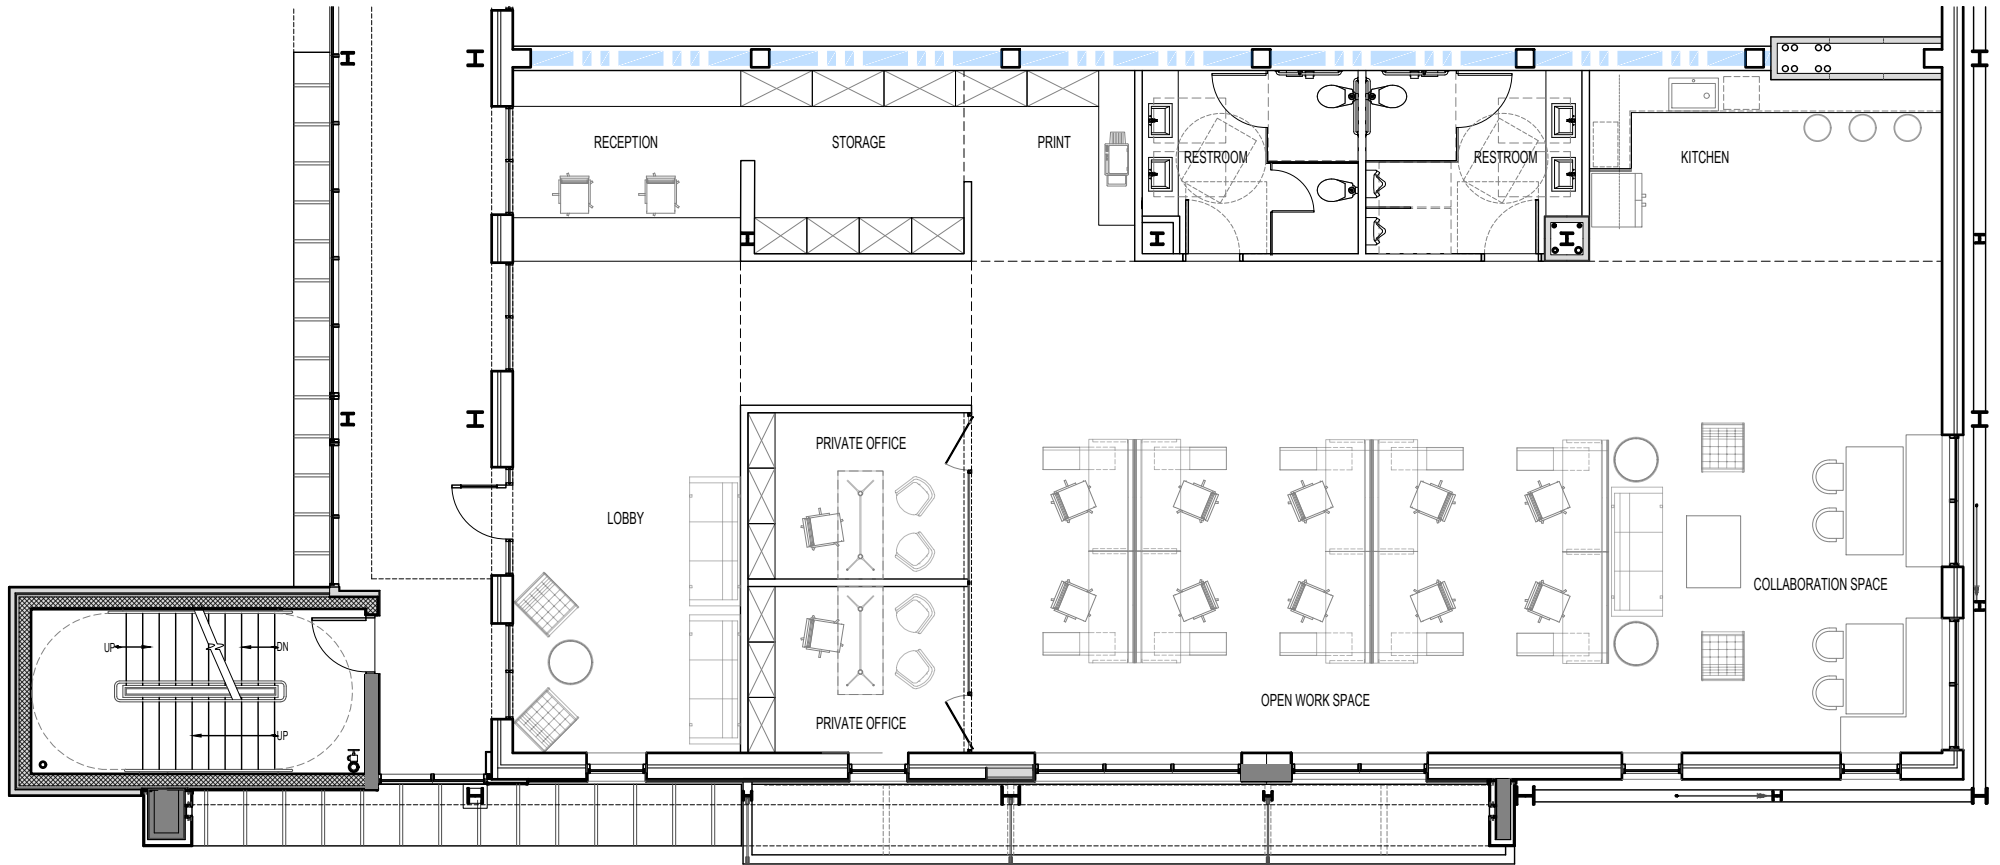 RECEPTION
STORAGE
PRINT
RESTROOM
RESTROOM
KITCHEN
PRIVATE OFFICE
LOBBY
COLLABORATION SPACE
UP
DN
OPEN WORK SPACE
PRIVATE OFFICE
UP